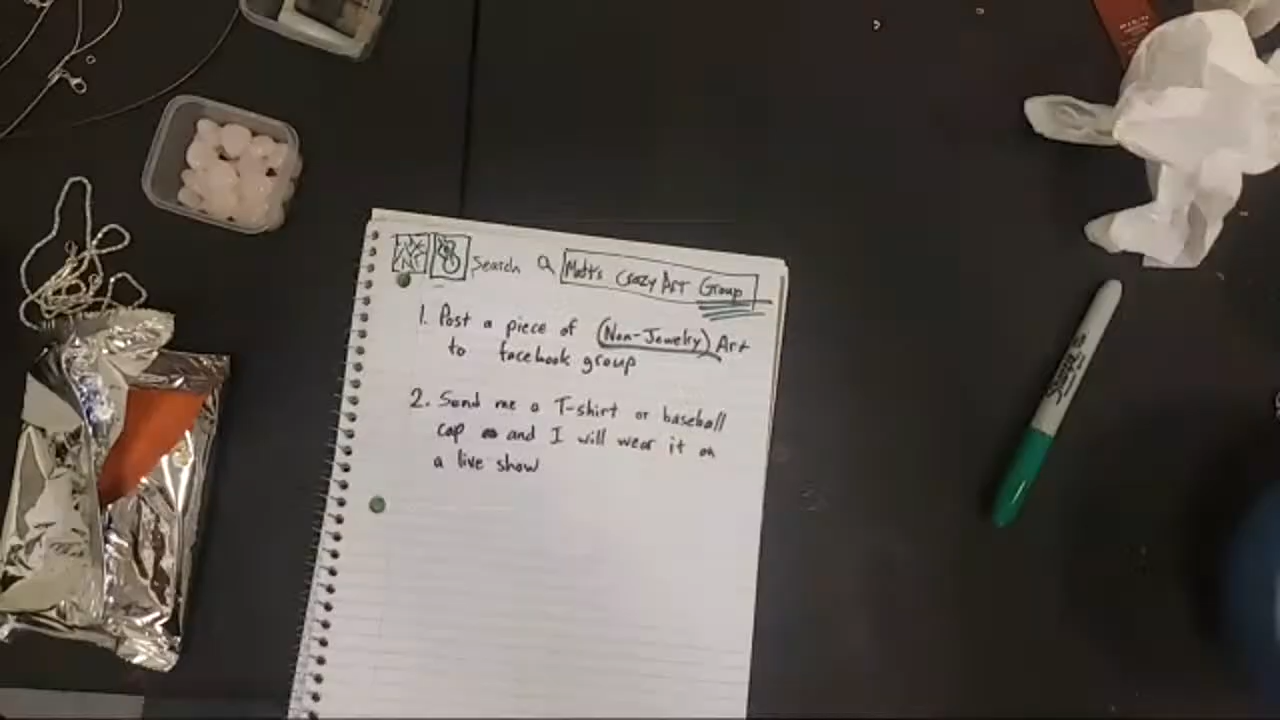 Search Matt's Crazy Art Group
1. Post a piece of (Non-Jewelry) Art
to facebook group
2. Send me a T-shirt or baseball
cap and I will wear it on
a live show
Sharpie